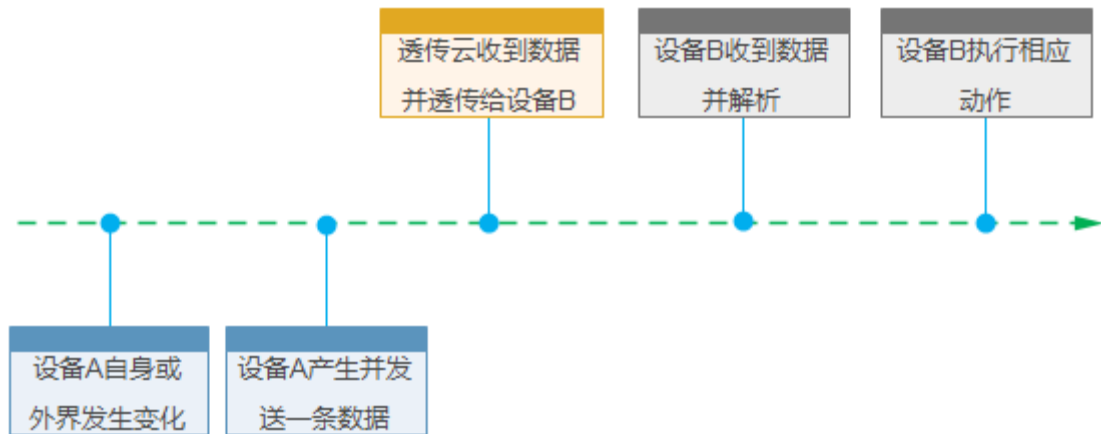 透传云收到数据
并透传给设备B
设备B收到数据
并解析
设备B执行相应
动作
设备A自身或
外界发生变化
设备A产生并发
送一条数据